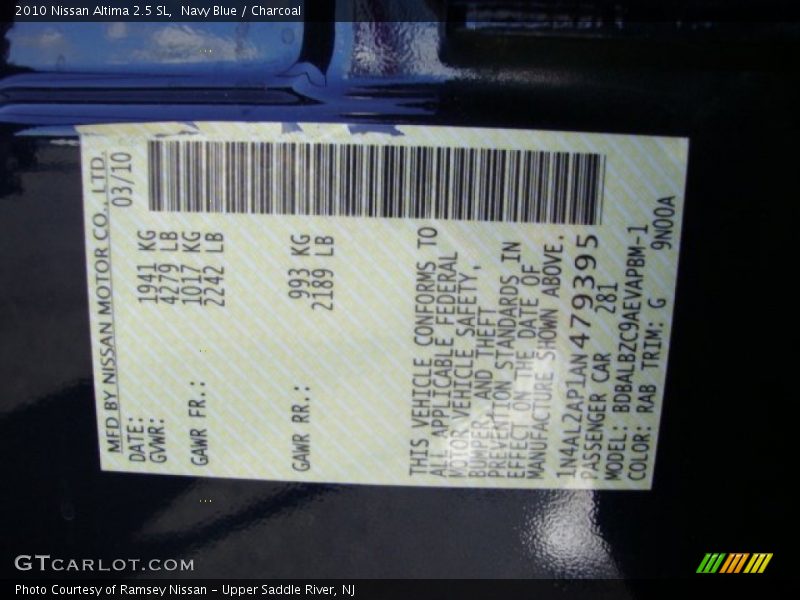 2010 Nissan Altima 2.5 SL,  Navy Blue / Charcoal
MFD BY NISSAN MOTOR CO., LTD.
DATE: 03/10
GVWR: 1941 KG
4279 LB
GAWR FR.: 1017 KG
2242 LB
GAWR RR.: 993 KG
2189 LB
THIS VEHICLE CONFORMS TO
ALL APPLICABLE FEDERAL
MOTOR VEHICLE SAFETY,
BUMPER, AND THEFT
PREVENTION STANDARDS IN
EFFECT ON THE DATE OF
MANUFACTURE SHOWN ABOVE.
1N4AL2AP1AN479395
PASSENGER CAR 281
MODEL: BDBALBZC9AEVAPBM-1
COLOR: RAB TRIM: G 9N00A
GTCARLOT.COM
Photo Courtesy of Ramsey Nissan - Upper Saddle River, NJ